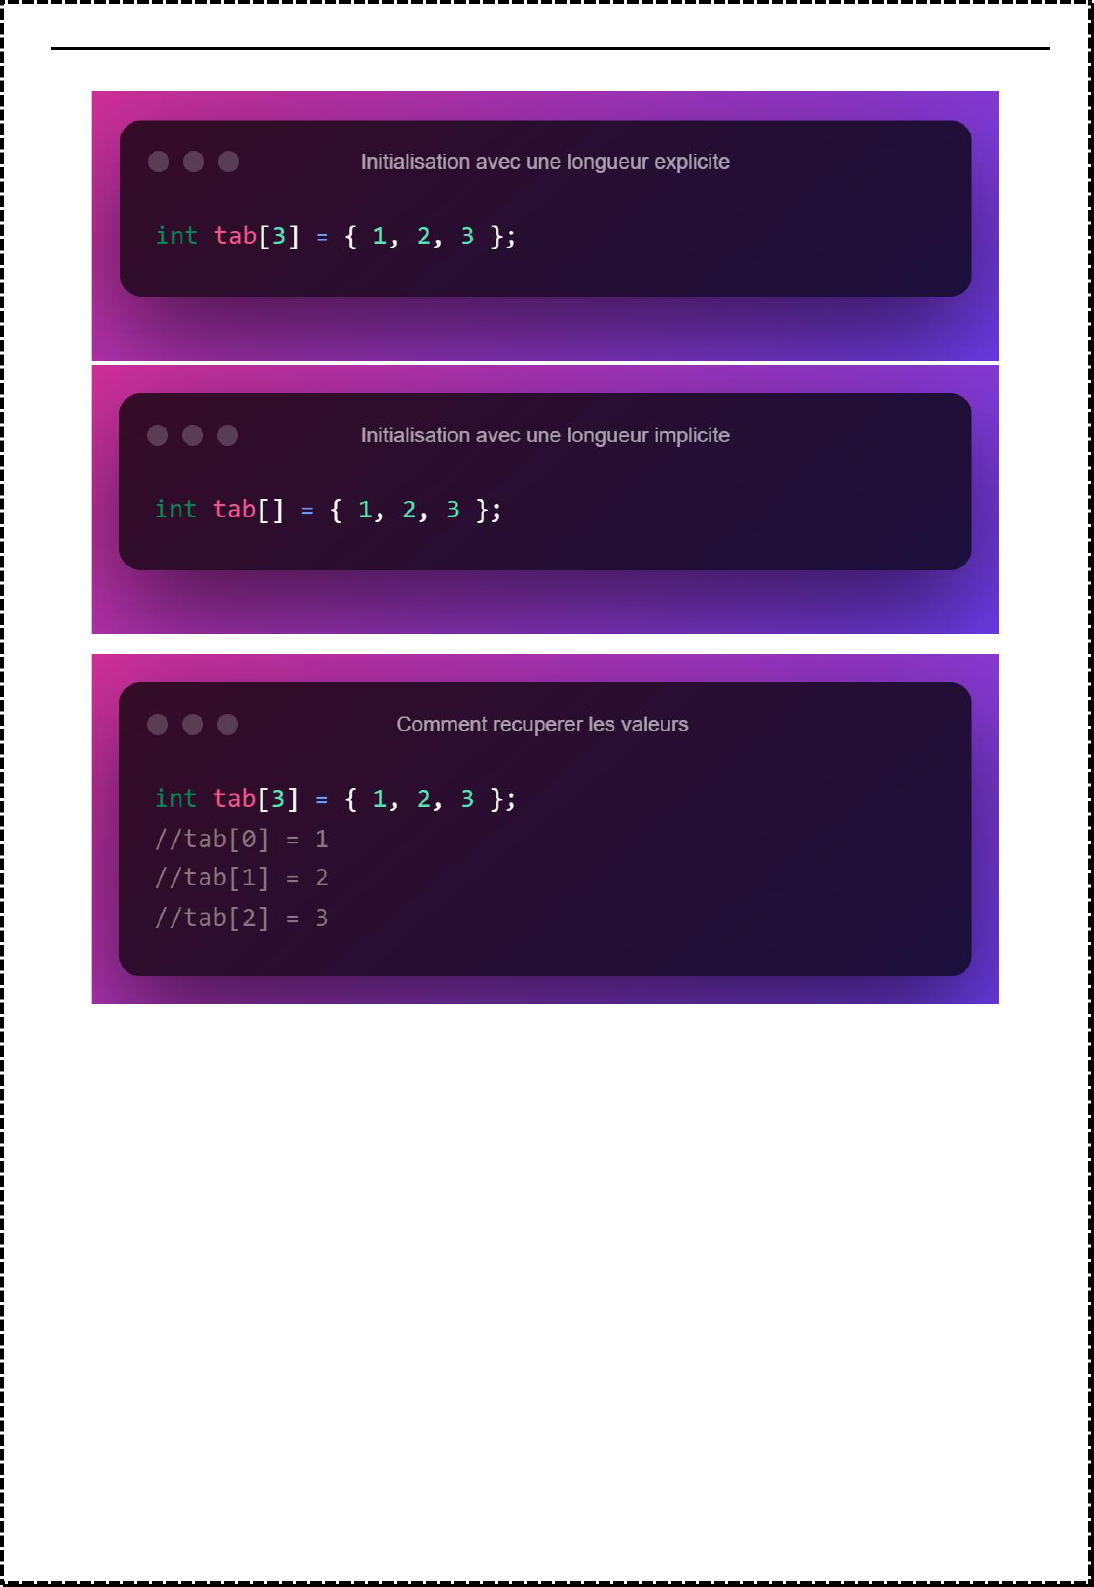 Initialisation avec une longueur explicite
int tab[3] = { 1, 2, 3 };
Initialisation avec une longueur implicite
int tab[] = { 1, 2, 3 };
Comment recuperer les valeurs
int tab[3] = { 1, 2, 3 };
//tab[0] = 1
//tab[1] = 2
//tab[2] = 3